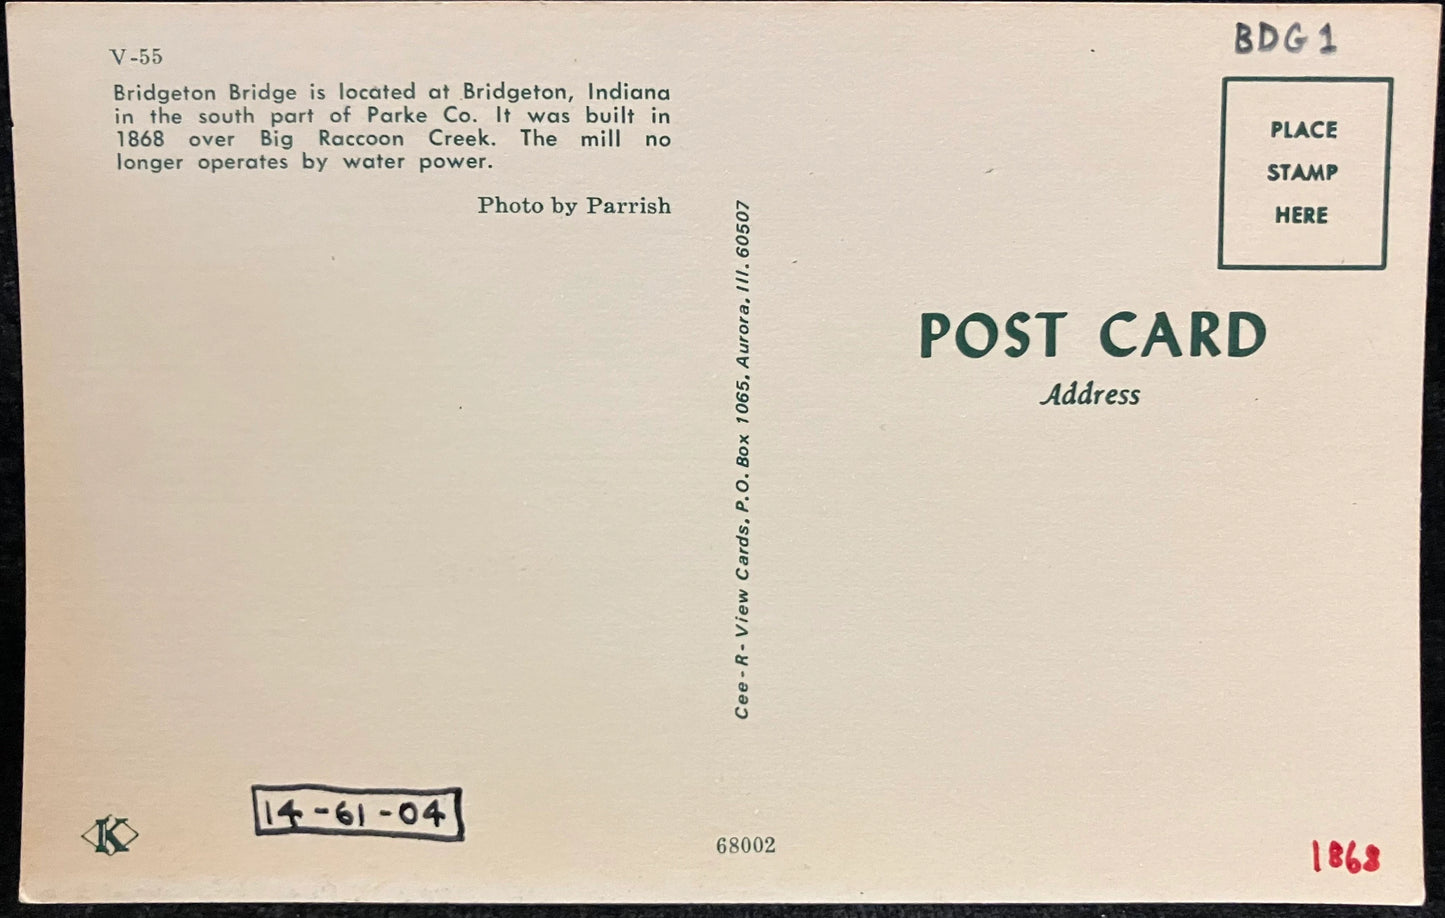 BDG 1
V-55
Bridgeton Bridge is located at Bridgeton, Indiana
in the south part of Parke Co. It was built in
1868 over Big Raccoon Creek. The mill no
longer operates by water power.
Photo by Parrish
PLACE
STAMP
HERE
Cee-R-View Cards, P.O. Box 1065, Aurora, Ill. 60507
POST CARD
Address
14-61-04
K
68002
1868